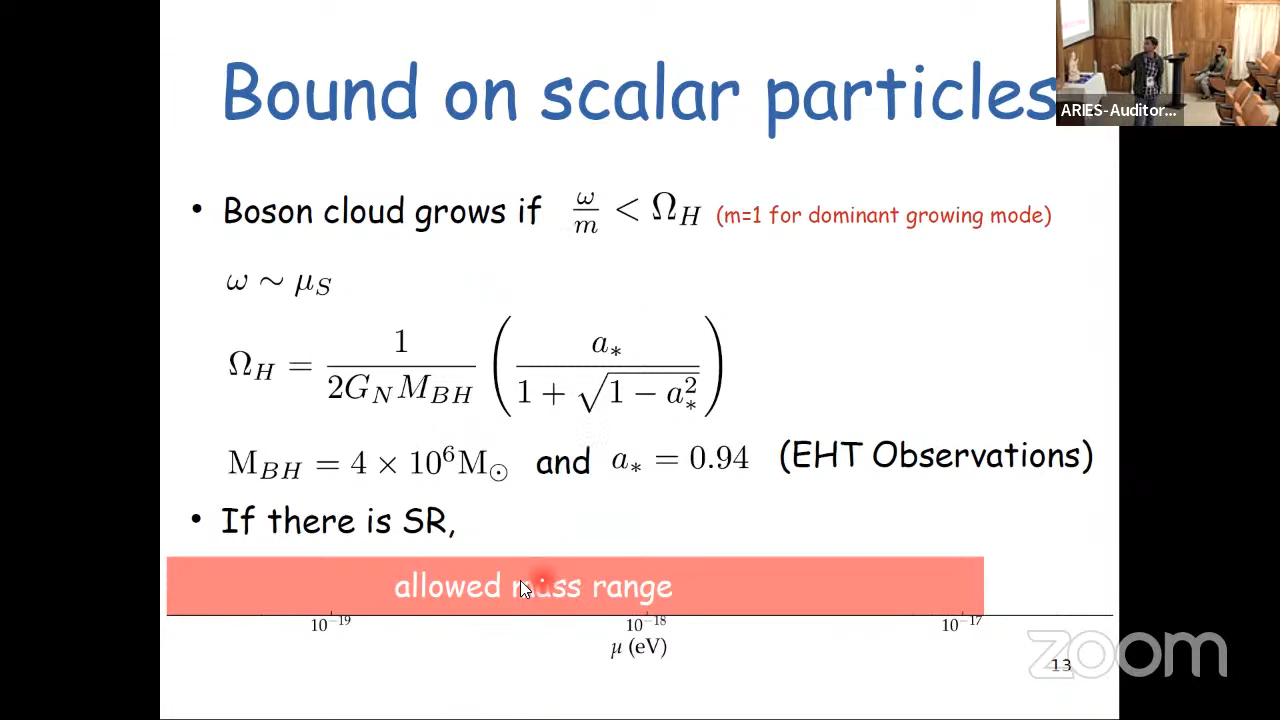 Bound on scalar particles
ARIES-Auditor...
• Boson cloud grows if ω/m < Ω_H (m=1 for dominant growing mode)
ω ∼ μ_S
Ω_H = 1/(2G_N M_BH) (a_*/(1 + √(1 − a_*^2)))
M_BH = 4 × 10^6 M_⊙ and a_* = 0.94 (EHT Observations)
• If there is SR,
allowed mass range
10^−19 10^−18 10^−17
μ (eV)
zoom
13